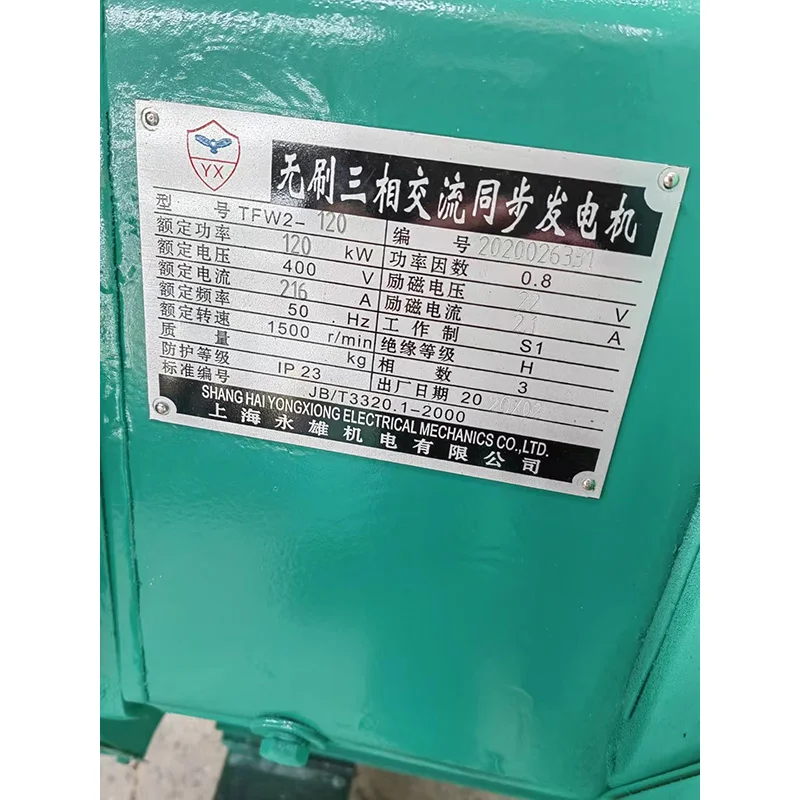 YX
无刷三相交流同步发电机
型 号 TFW2-120 编 号
额定功率 120 kW 功率因数 0.8
额定电压 400 V 励磁电压 V
额定电流 216 A 励磁电流 A
额定频率 50 Hz 工作制 S1
额定转速 1500 r/min 绝缘等级 H
质 量 kg 相 数 3
防护等级 IP 23 出厂日期 20
标准编号 JB/T3320.1-2000
SHANG HAI YONGXIONG ELECTRICAL MECHANICS CO.,LTD.
上海永雄机电有限公司